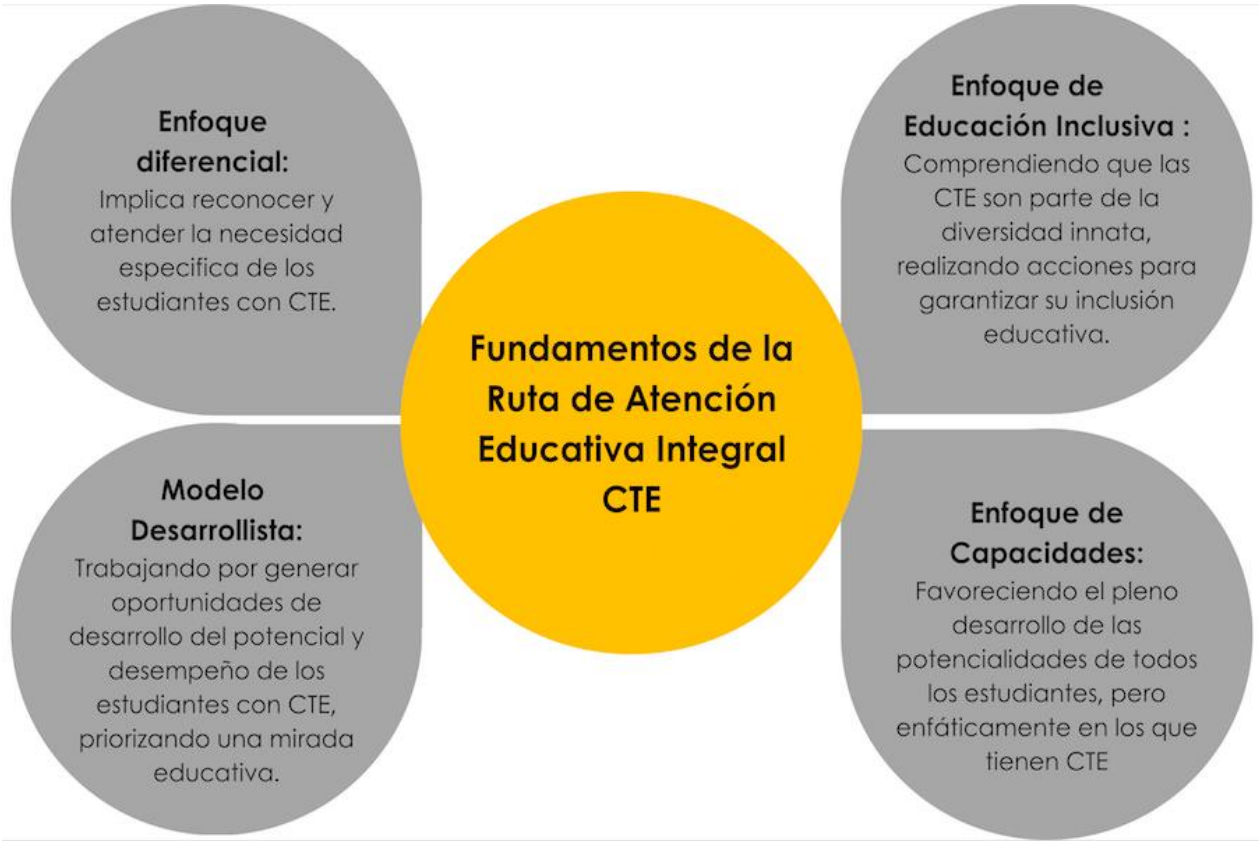 Enfoque
diferencial:
Implica reconocer y
atender la necesidad
especifica de los
estudiantes con CTE.
Enfoque de
Educación Inclusiva :
Comprendiendo que las
CTE son parte de la
diversidad innata,
realizando acciones para
garantizar su inclusión
educativa.
Fundamentos de la
Ruta de Atención
Educativa Integral
CTE
Modelo
Desarrollista:
Trabajando por generar
oportunidades de
desarrollo del potencial y
desempeño de los
estudiantes con CTE,
priorizando una mirada
educativa.
Enfoque de
Capacidades:
Favoreciendo el pleno
desarrollo de las
potencialidades de todos
los estudiantes, pero
enfáticamente en los que
tienen CTE